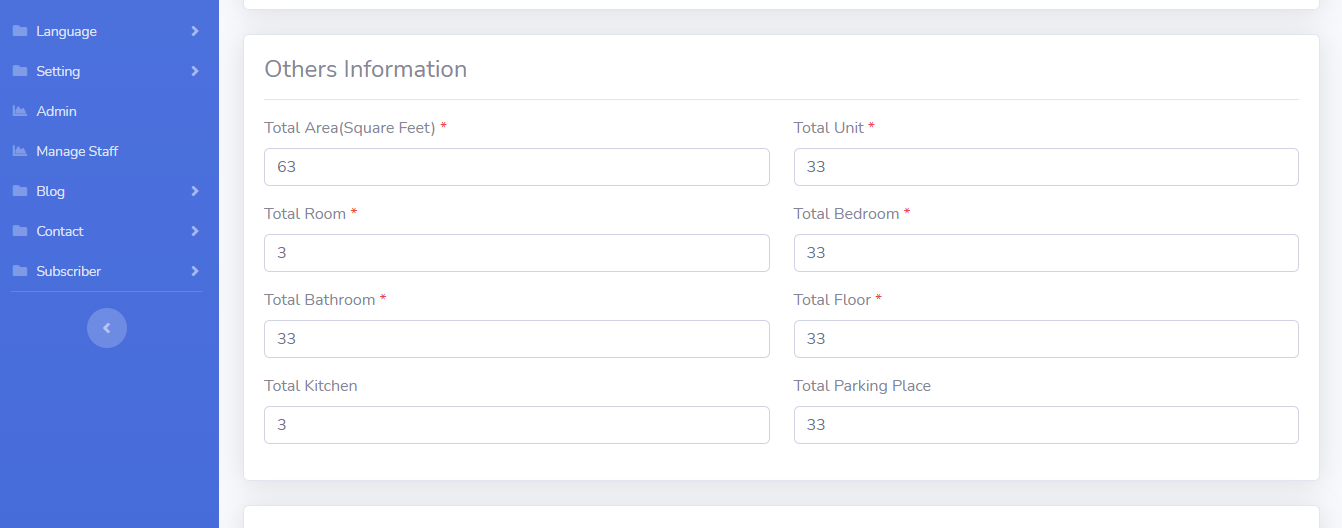 Language
Setting
Admin
Manage Staff
Blog
Contact
Subscriber
Others Information
Total Area(Square Feet) *
Total Unit *
63
33
Total Room *
Total Bedroom *
3
33
Total Bathroom *
Total Floor *
33
33
Total Kitchen
Total Parking Place
3
33